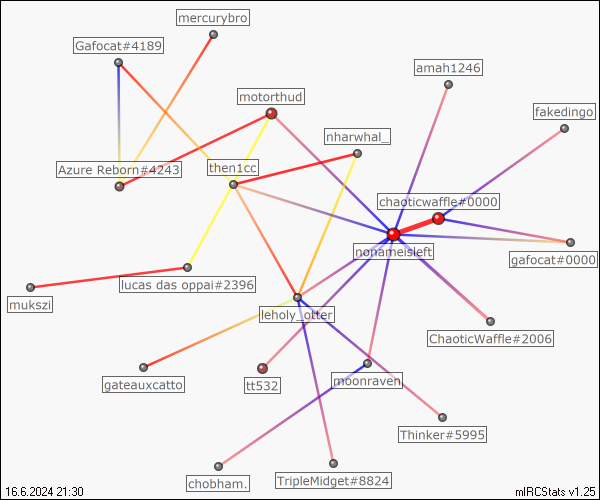 mercurybro
Gafocat#4189
amah1246
motorthud
fakedingo
nharwhal_
Azure Reborn#4243
then1cc
chaoticwaffle#0000
nonameisleft
gafocat#0000
lucas das oppai#2396
mukszi
leholy_otter
ChaoticWaffle#2006
gateauxcatto
tt532
moonraven
Thinker#5995
chobham.
TripleMidget#8824
16.6.2024 21:30
mIRCStats v1.25